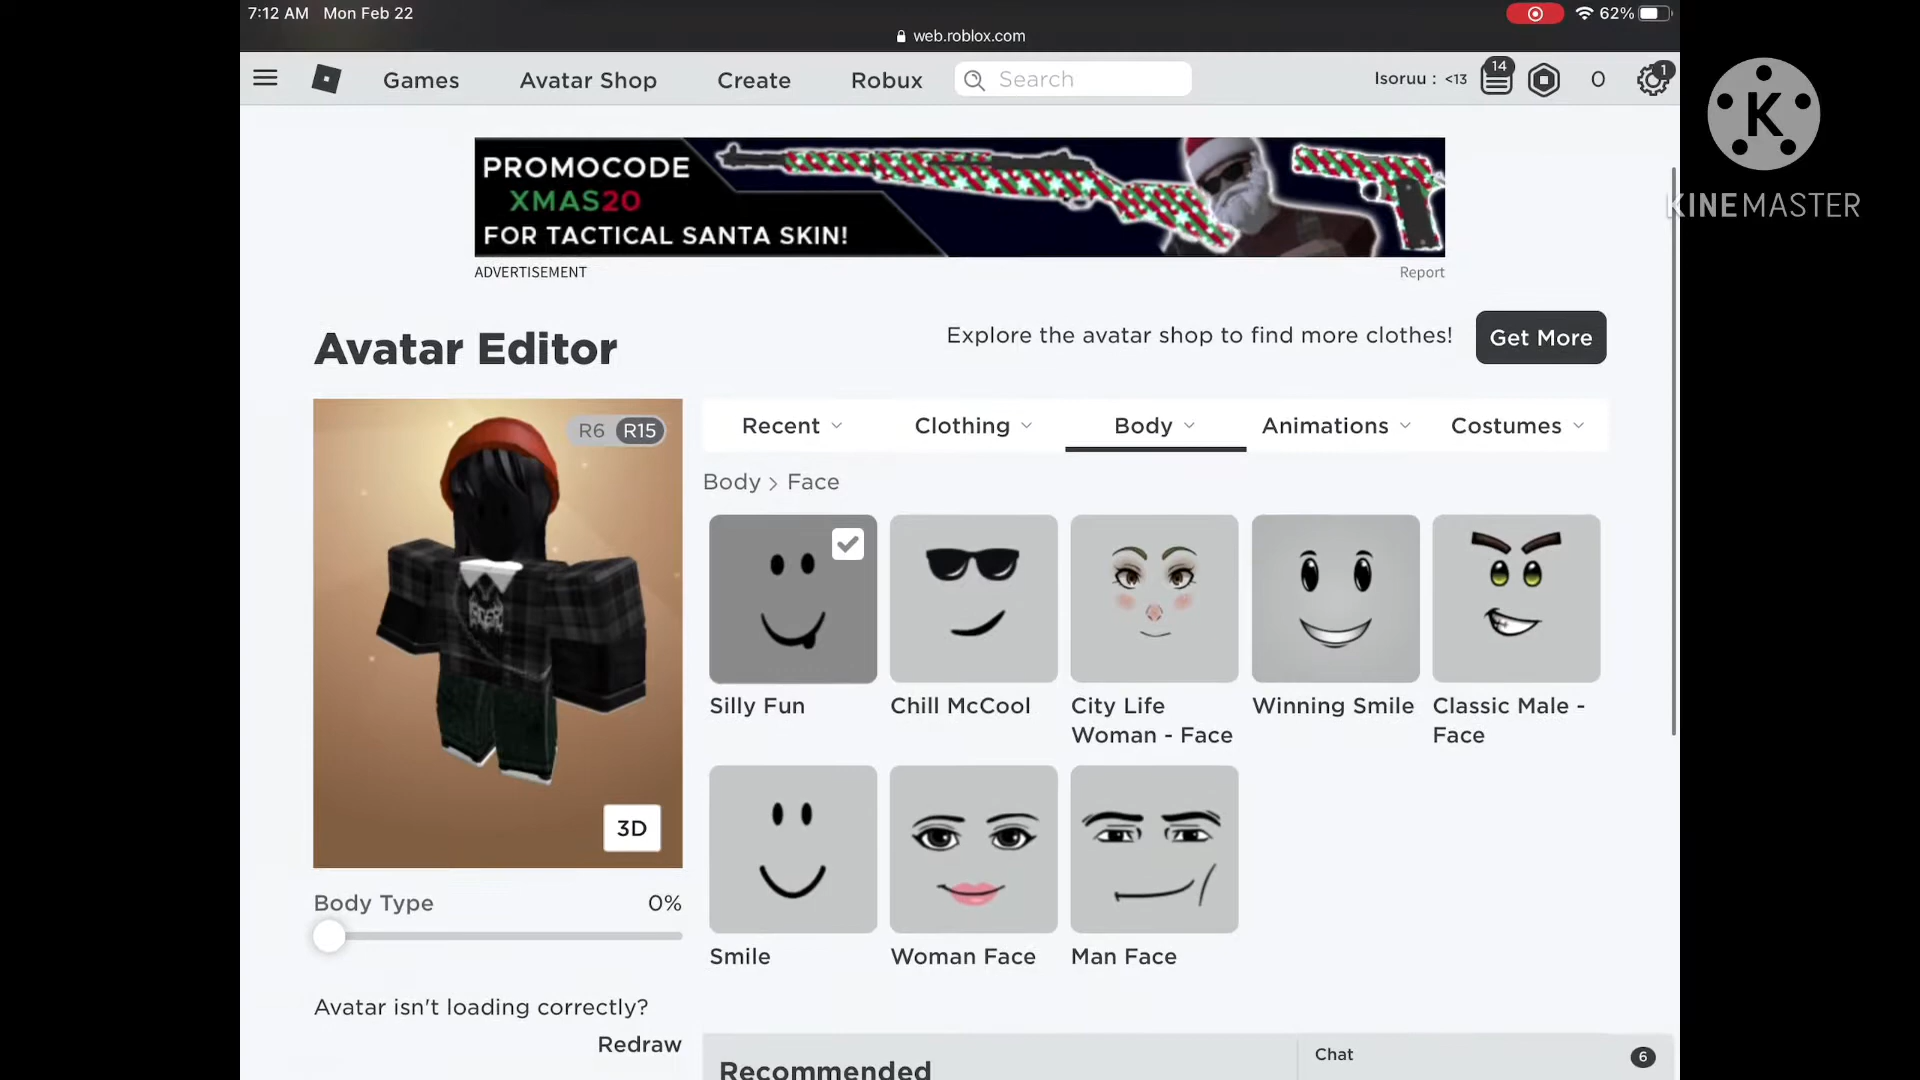 7:12 AM Mon Feb 22
62%
web.roblox.com
Games
Avatar Shop
Create
Robux
Search
Isoruu : <13
14
0
1
K
KINEMASTER
PROMOCODE
XMAS20
FOR TACTICAL SANTA SKIN!
ADVERTISEMENT
Report
Avatar Editor
Explore the avatar shop to find more clothes!
Get More
R6 R15
3D
Body Type 0%
Avatar isn't loading correctly?
Redraw
Recent
Clothing
Body
Animations
Costumes
Body > Face
Silly Fun
Chill McCool
City Life
Woman - Face
Winning Smile
Classic Male -
Face
Smile
Woman Face
Man Face
Recommended
Chat
6